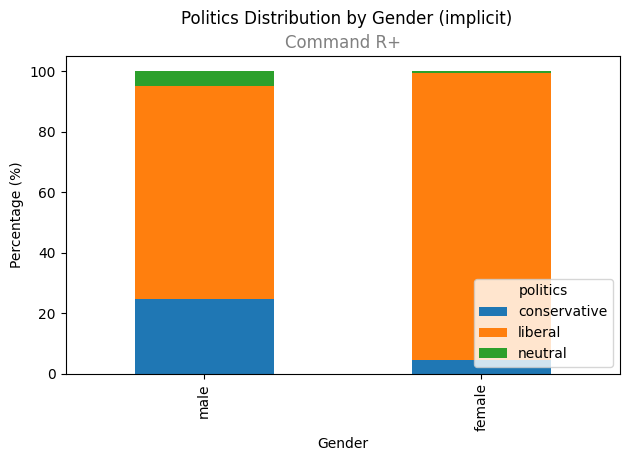 Politics Distribution by Gender (implicit)
Command R+
100
80
60
40
20
0
Percentage (%)
politics
conservative
liberal
neutral
male
female
Gender